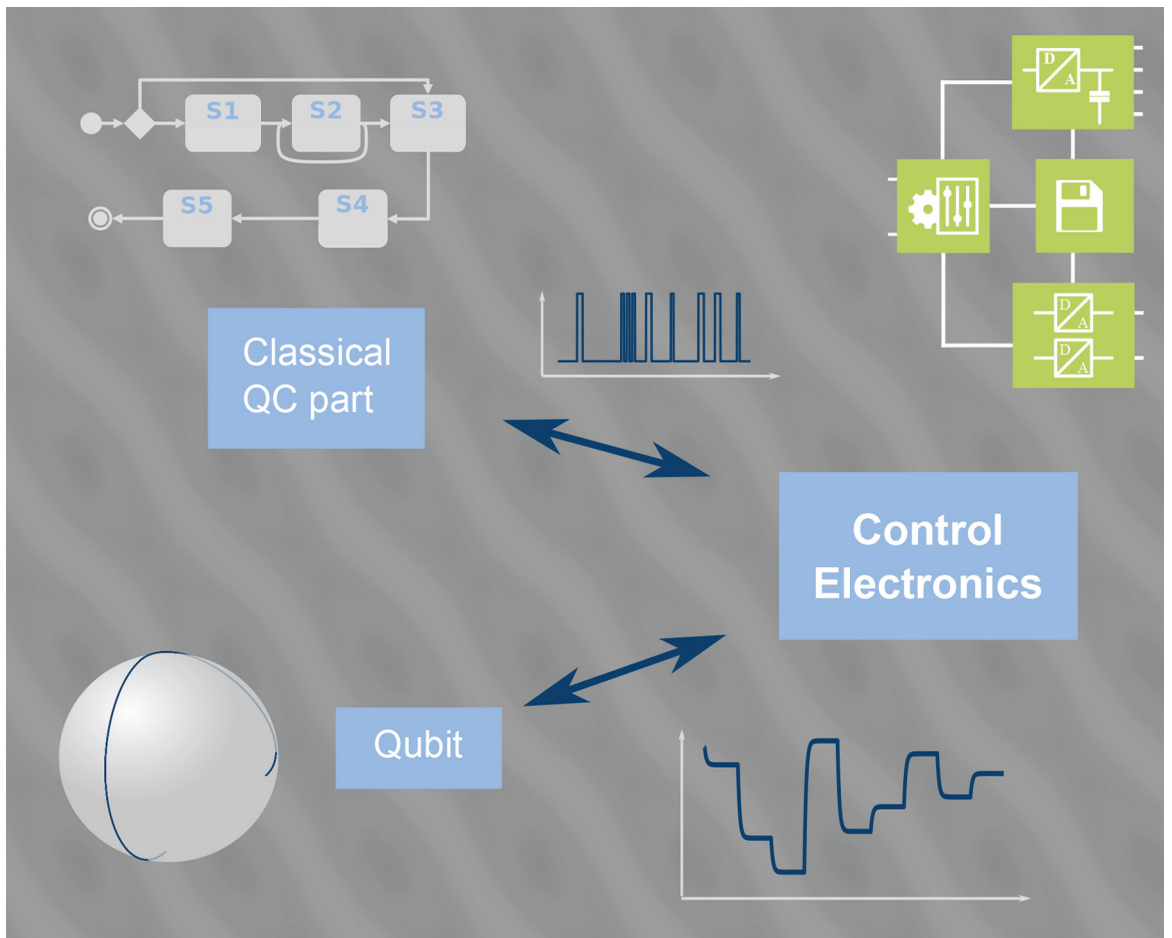 S1
S2
S3
S5
S4
D
A
D
A
D
A
Classical
QC part
Control
Electronics
Qubit